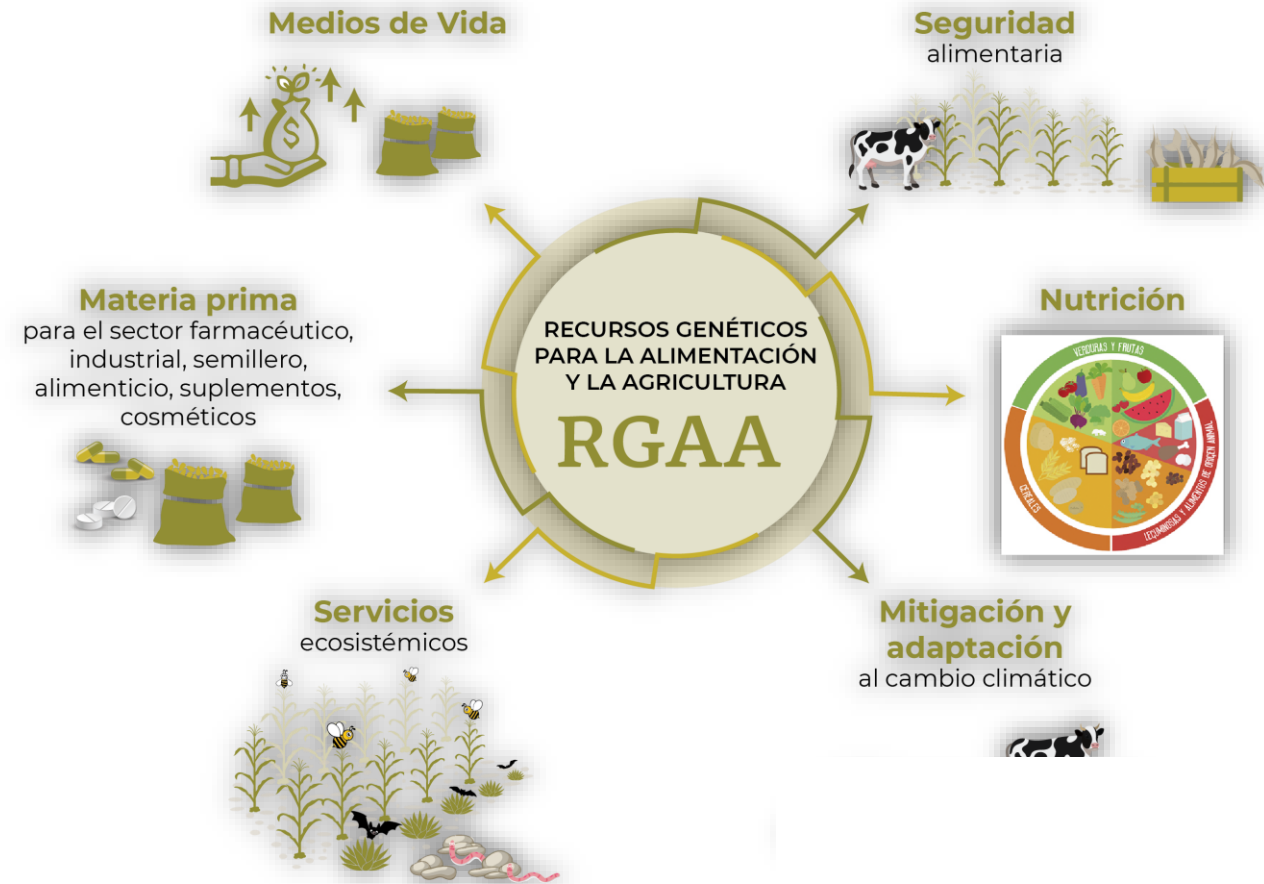 Medios de Vida
Seguridad
alimentaria
Materia prima
para el sector farmacéutico,
industrial, semillero,
alimenticio, suplementos,
cosméticos
RECURSOS GENÉTICOS
PARA LA ALIMENTACIÓN
Y LA AGRICULTURA
RGAA
Nutrición
VERDURAS Y FRUTAS
CEREALES
LEGUMINOSAS Y ALIMENTOS DE ORIGEN ANIMAL
Servicios
ecosistémicos
Mitigación y
adaptación
al cambio climático